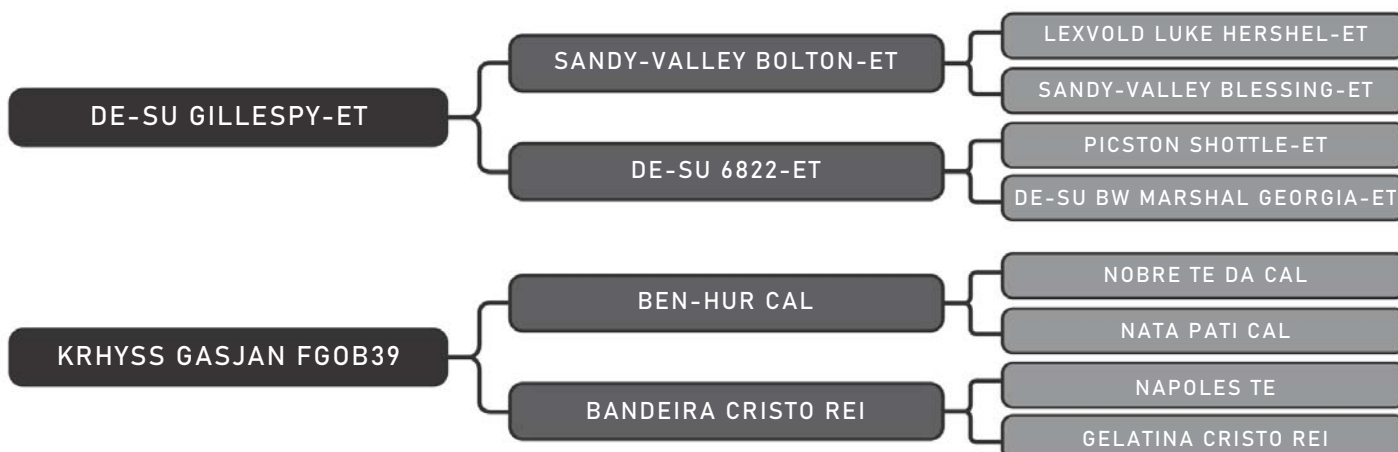 DE-SU GILLESPY-ET
SANDY-VALLEY BOLTON-ET
LEXVOLD LUKE HERSHEL-ET
SANDY-VALLEY BLESSING-ET
DE-SU 6822-ET
PICSTON SHOTTLE-ET
DE-SU BW MARSHAL GEORGIA-ET
KRHYSS GASJAN FGOB39
BEN-HUR CAL
NOBRE TE DA CAL
NATA PATI CAL
BANDEIRA CRISTO REI
NAPOLES TE
GELATINA CRISTO REI